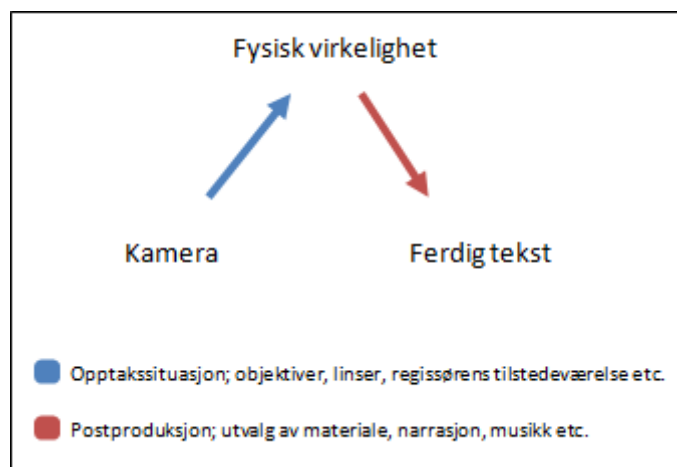 Fysisk virkelighet
Kamera
Ferdig tekst
Opptakssituasjon; objektiver, linser, regissørens tilstedeværelse etc.
Postproduksjon; utvalg av materiale, narrasjon, musikk etc.